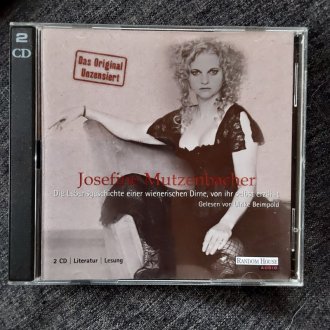 2
CD
Das Original
Unzensiert
Josefine Mutzenbacher
Die Lebensgeschichte einer wienerischen Dirne, von ihr selbst erzählt
Gelesen von Ulrike Beimpold
2 CD | Literatur | Lesung
RANDOM HOUSE
AUDIO